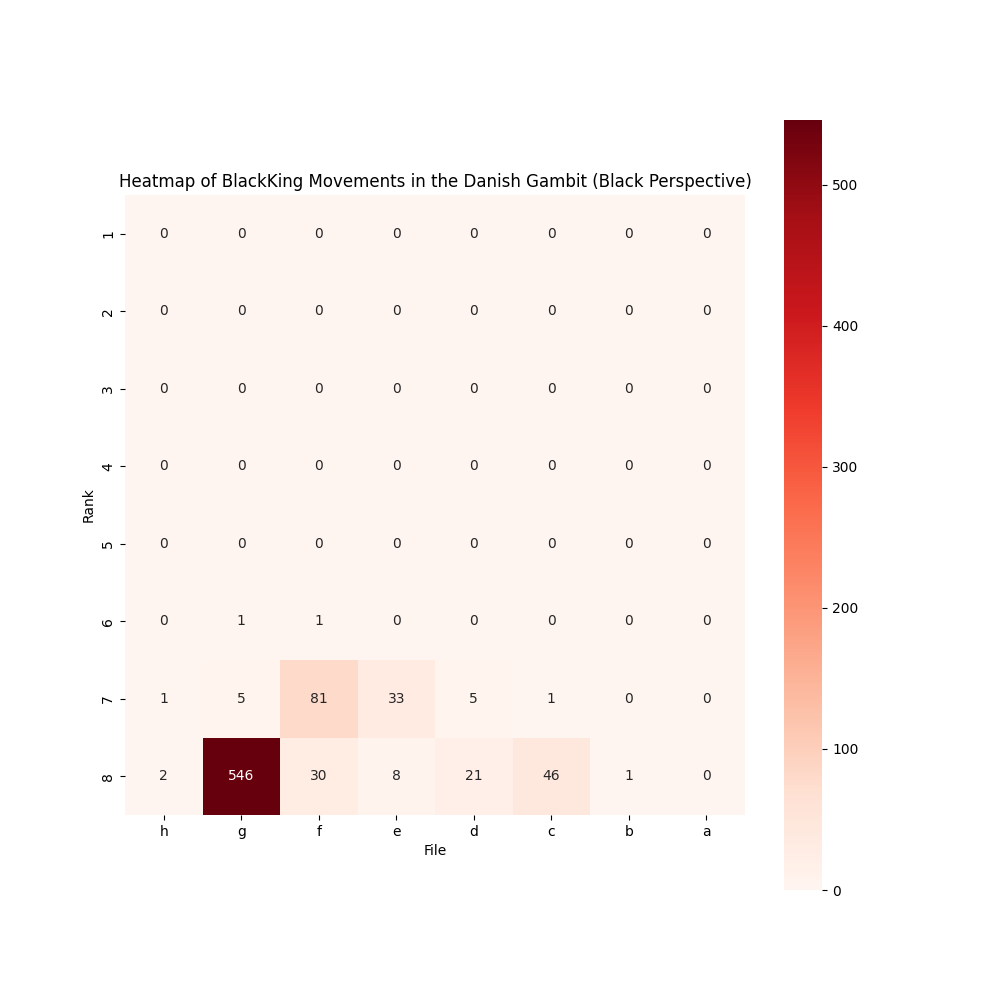 Heatmap of BlackKing Movements in the Danish Gambit (Black Perspective)
1 0 0 0 0 0 0 0 0
2 0 0 0 0 0 0 0 0
3 0 0 0 0 0 0 0 0
4 0 0 0 0 0 0 0 0
5 0 0 0 0 0 0 0 0
6 0 1 1 0 0 0 0 0
7 1 5 81 33 5 1 0 0
8 2 546 30 8 21 46 1 0
h g f e d c b a
File
Rank
500
400
300
200
100
0